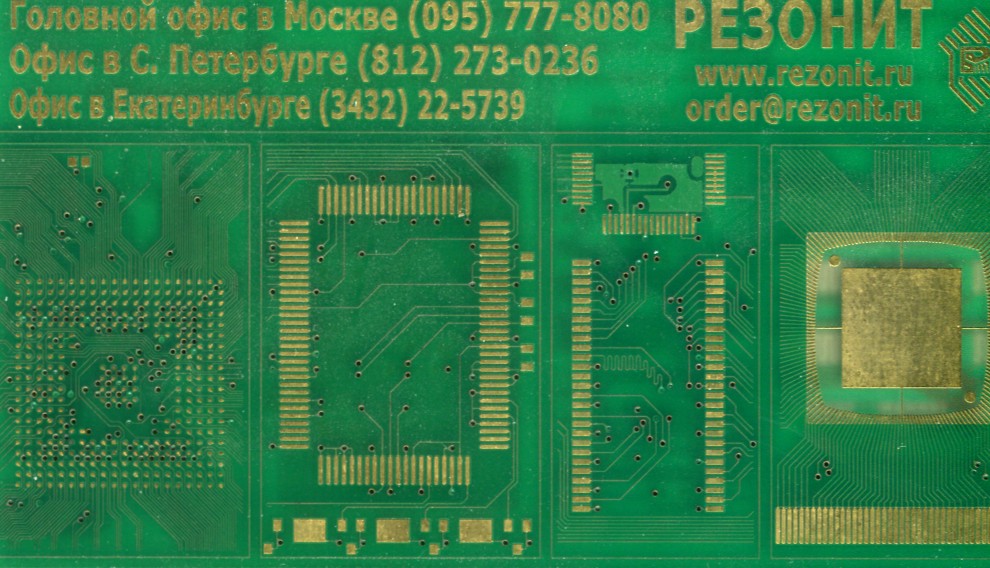 Головной офис в Москве (095) 777-8080
Офис в С. Петербурге (812) 273-0236
Офис в Екатеринбурге (3432) 22-5739
РЕЗОНИТ
www.rezonit.ru
order@rezonit.ru